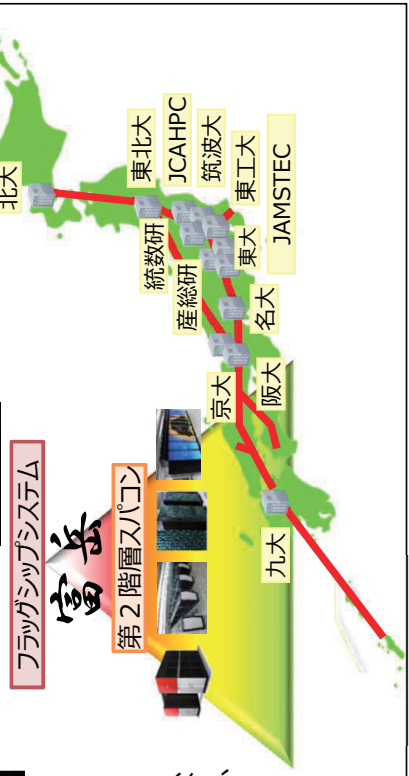 フラッグシップシステム
富岳
第2階層スパコン
北大
東北大
JCAHPC
筑波大
東工大
統数研
産総研
東大
JAMSTEC
名大
京大
阪大
九大